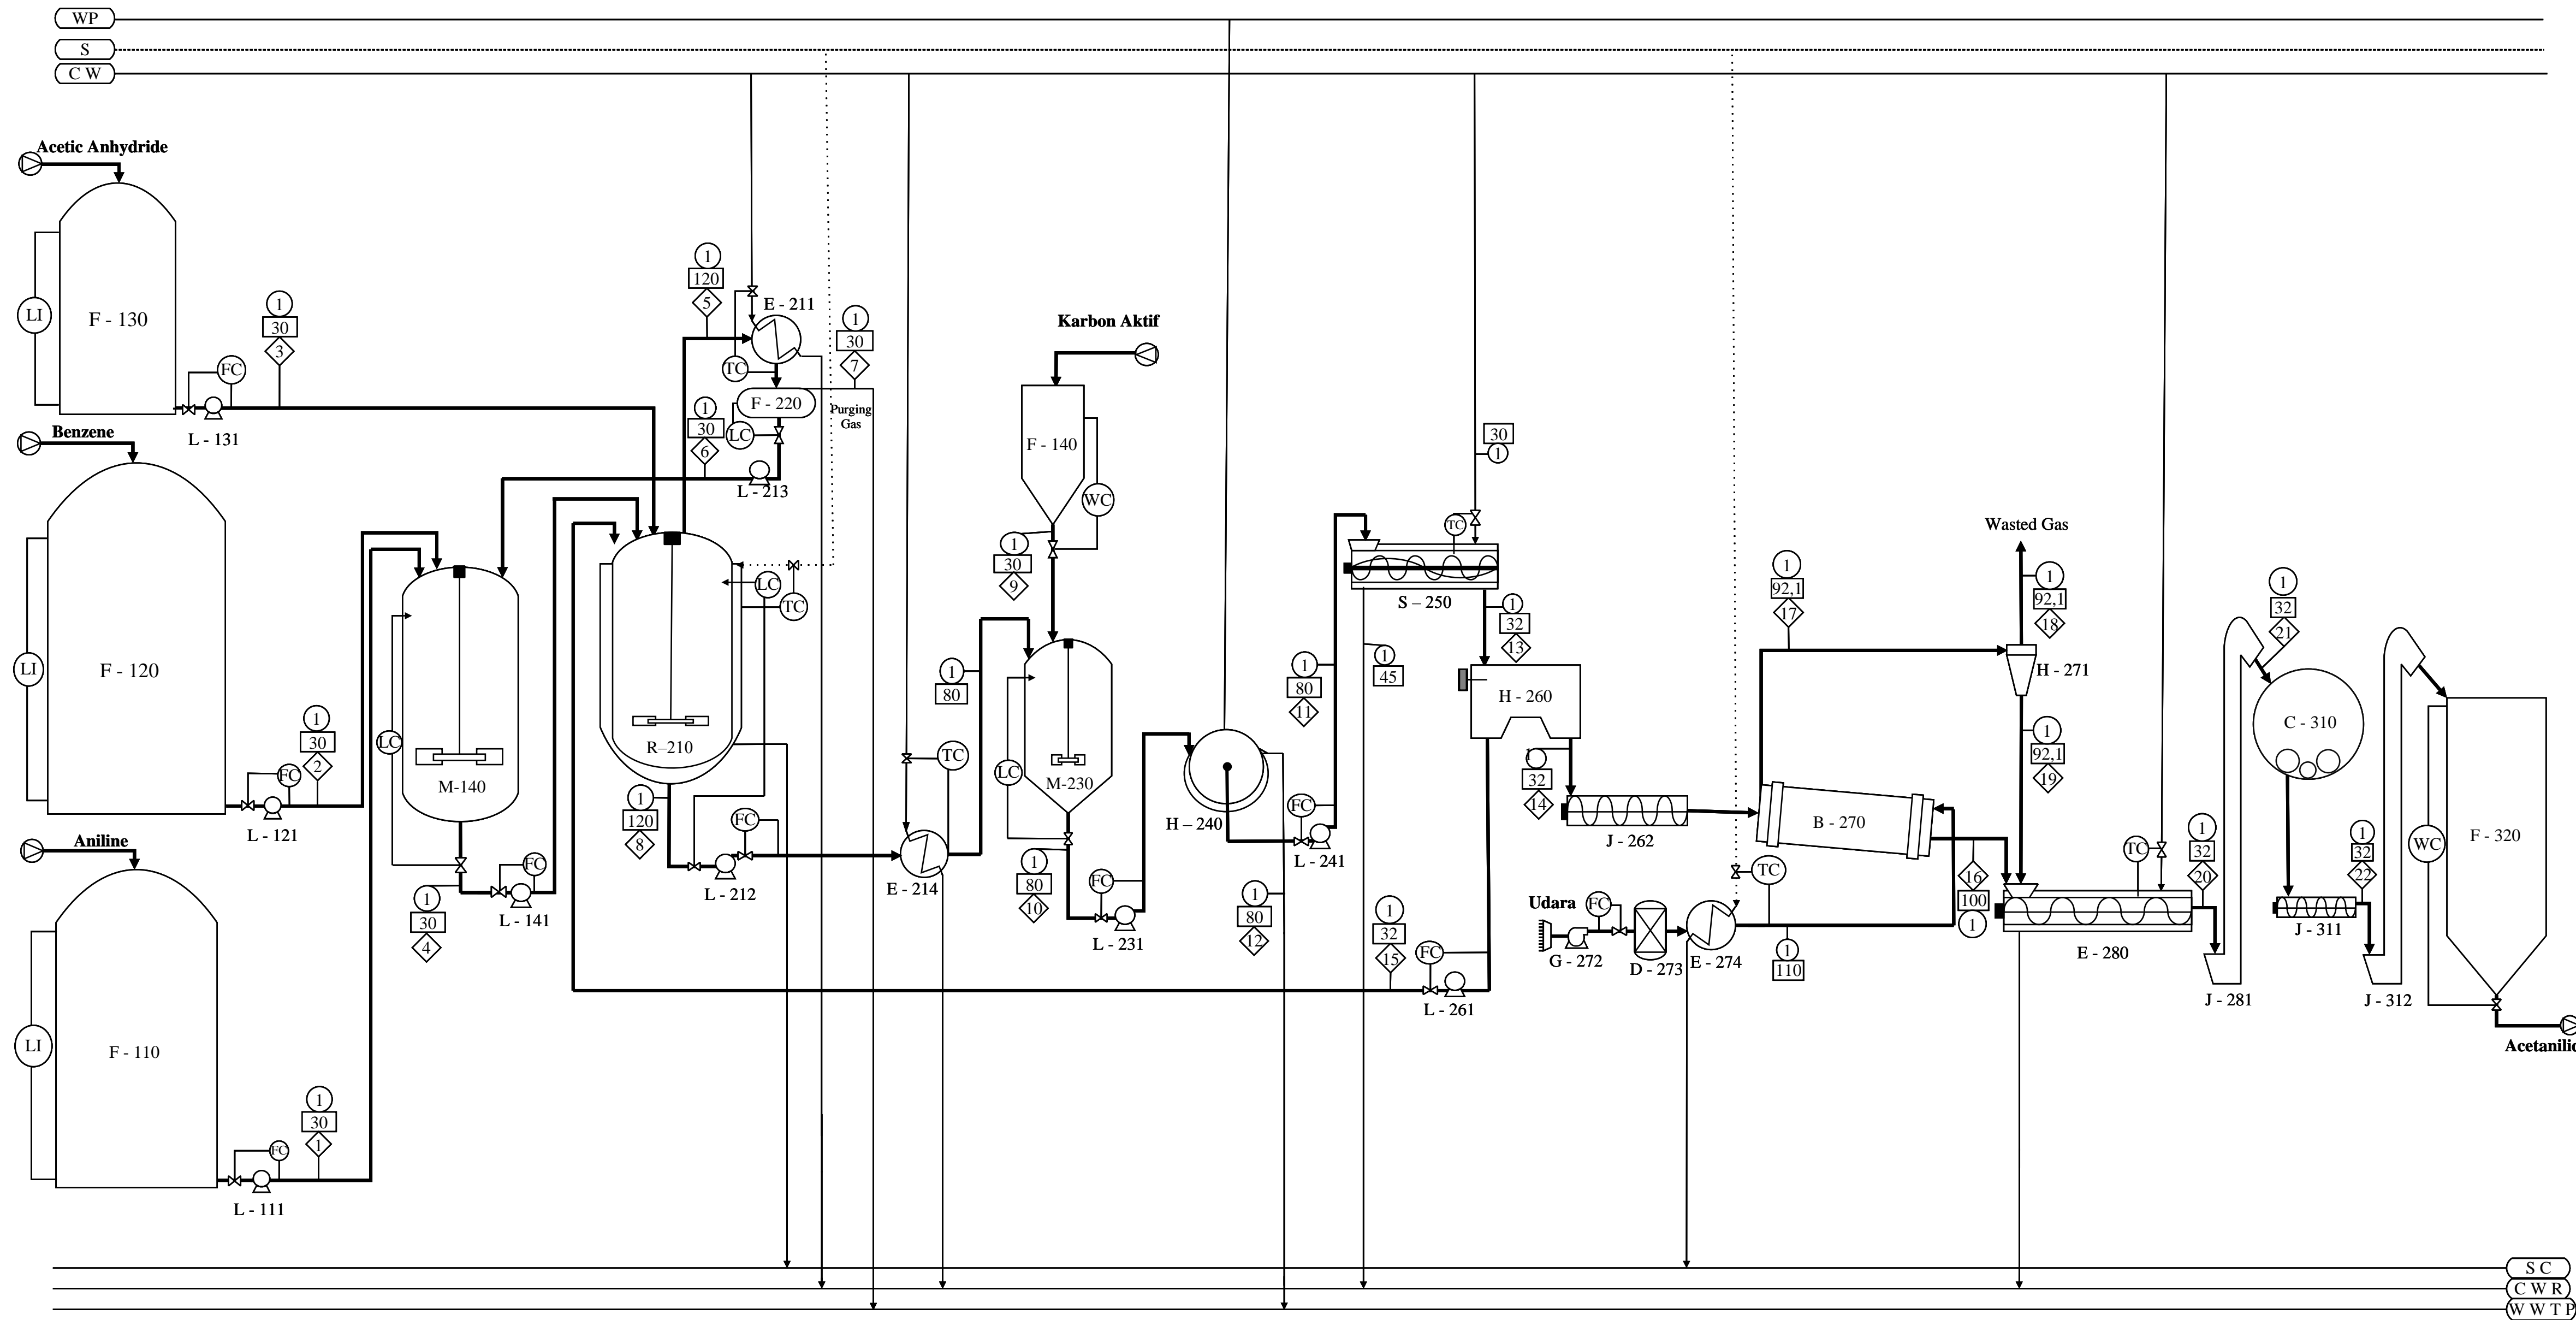 WP
S
C W
Acetic Anhydride
F - 130
LI
FC
L - 131
1
30
3
Benzene
F - 120
LI
FC
L - 121
1
30
2
Aniline
F - 110
LI
FC
L - 111
1
30
1
M-140
LC
1
30
4
FC
L - 141
1
120
5
E - 211
TC
F - 220
LC
1
30
6
L - 213
1
30
7
Purging
Gas
R–210
LC
TC
1
120
8
FC
L - 212
E - 214
TC
1
80
Karbon Aktif
F - 140
WC
1
30
9
M-230
LC
1
80
10
FC
L - 231
H – 240
1
80
12
FC
L - 241
1
80
11
30
1
TC
S – 250
1
45
1
32
13
H - 260
1
32
14
1
32
15
FC
L - 261
J - 262
B - 270
Udara
FC
G - 272
D - 273
E - 274
TC
1
110
1
92,1
17
16
100
1
Wasted Gas
1
92,1
18
H - 271
1
92,1
19
TC
E - 280
1
32
20
J - 281
1
32
21
C - 310
J - 311
1
32
22
J - 312
F - 320
WC
Acetanilid
S C
C W R
W W T P